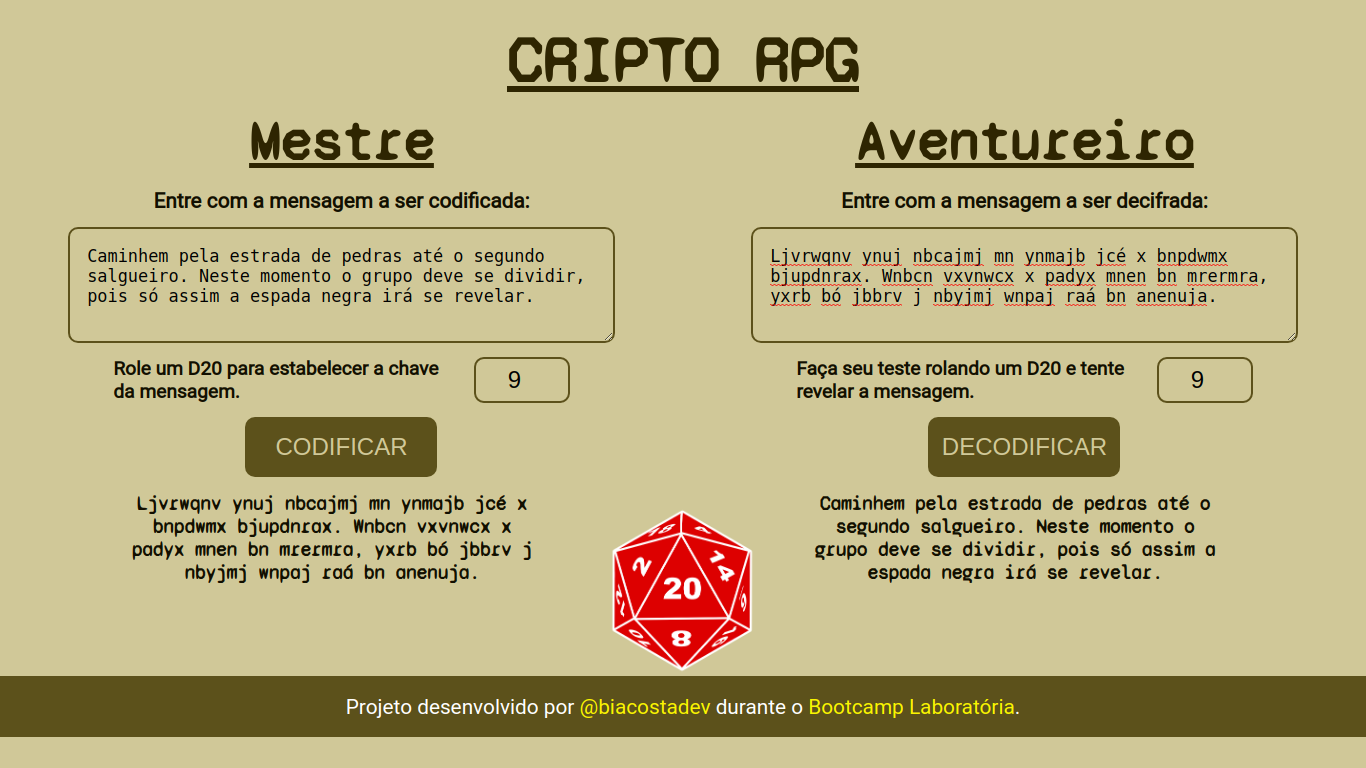 CRIPTO RPG
Mestre
Entre com a mensagem a ser codificada:
Caminhem pela estrada de pedras até o segundo
salgueiro. Neste momento o grupo deve se dividir,
pois só assim a espada negra irá se revelar.
Role um D20 para estabelecer a chave
da mensagem.
9
CODIFICAR
Ljvrwqnv ynuj nbcajmj mn ynmajb jcé x
bnpdwmx bjupdnrax. Wnbcn vxvnwcx x
padyx mnen bn mrermra, yxrb bó jbbrv j
nbyjmj wnpaj raá bn anenuja.
Aventureiro
Entre com a mensagem a ser decifrada:
Ljvrwqnv ynuj nbcajmj mn ynmajb jcé x bnpdwmx
bjupdnrax. Wnbcn vxvnwcx x padyx mnen bn mrermra,
yxrb bó jbbrv j nbyjmj wnpaj raá bn anenuja.
Faça seu teste rolando um D20 e tente
revelar a mensagem.
9
DECODIFICAR
Caminhem pela estrada de pedras até o
segundo salgueiro. Neste momento o
grupo deve se dividir, pois só assim a
espada negra irá se revelar.
2
14
20
8
Projeto desenvolvido por @biacostadev durante o Bootcamp Laboratória.